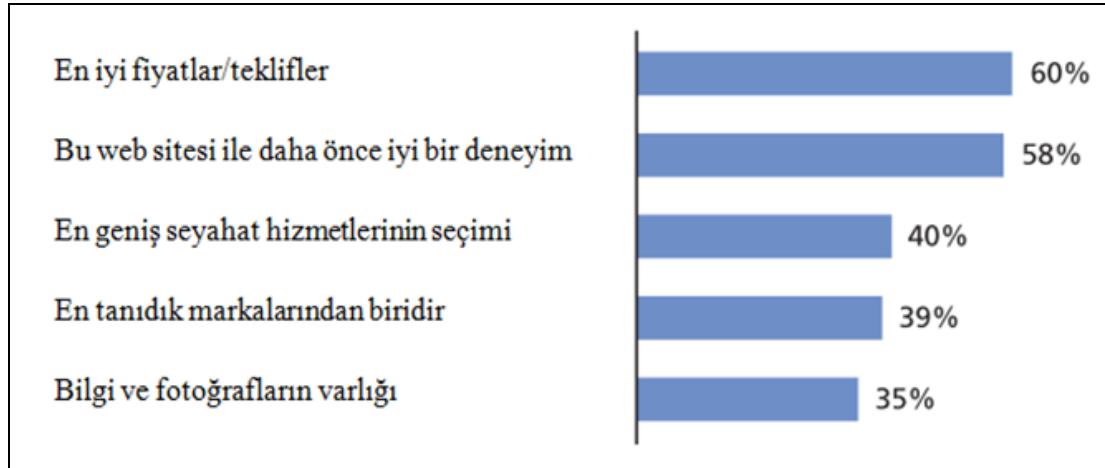 En iyi fiyatlar/teklifler 60%
Bu web sitesi ile daha önce iyi bir deneyim 58%
En geniş seyahat hizmetlerinin seçimi 40%
En tanıdık markalarından biridir 39%
Bilgi ve fotoğrafların varlığı 35%